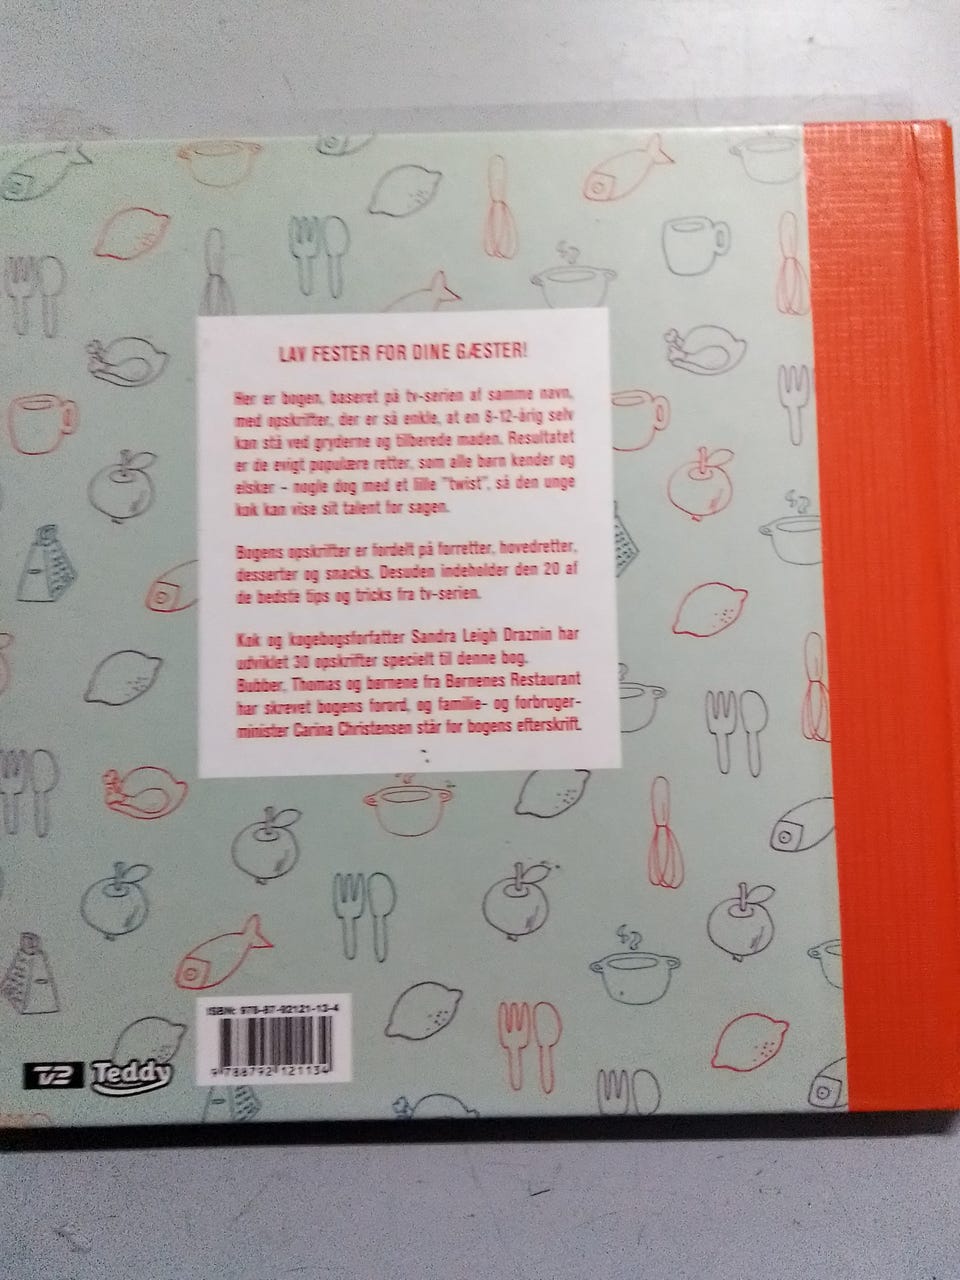 LAV FESTER FOR DINE GÆSTER!
Her er bogen, baseret på tv-serien af samme navn,
med opskrifter, der er så enkle, at en 8-12-årig selv
kan stå ved gryderne og tilberede maden. Resultatet
er de evigt populære retter, som alle børn kender og
elsker – nogle dog med et lille "twist", så den unge
kok kan vise sit talent for sagen.
Bogens opskrifter er fordelt på forretter, hovedretter,
desserter og snacks. Desuden indeholder den 20 af
de bedste tips og tricks fra tv-serien.
Kok og kogebogsforfatter Sandra Leigh Draznin har
udviklet 30 opskrifter specielt til denne bog.
Bubber, Thomas og børnene fra Børnenes Restaurant
har skrevet bogens forord, og familie- og forbruger-
minister Carina Christensen står for bogens efterskrift.
ISBN: 978-87-92121-13-4
9 788792 121134
TV2 Teddy